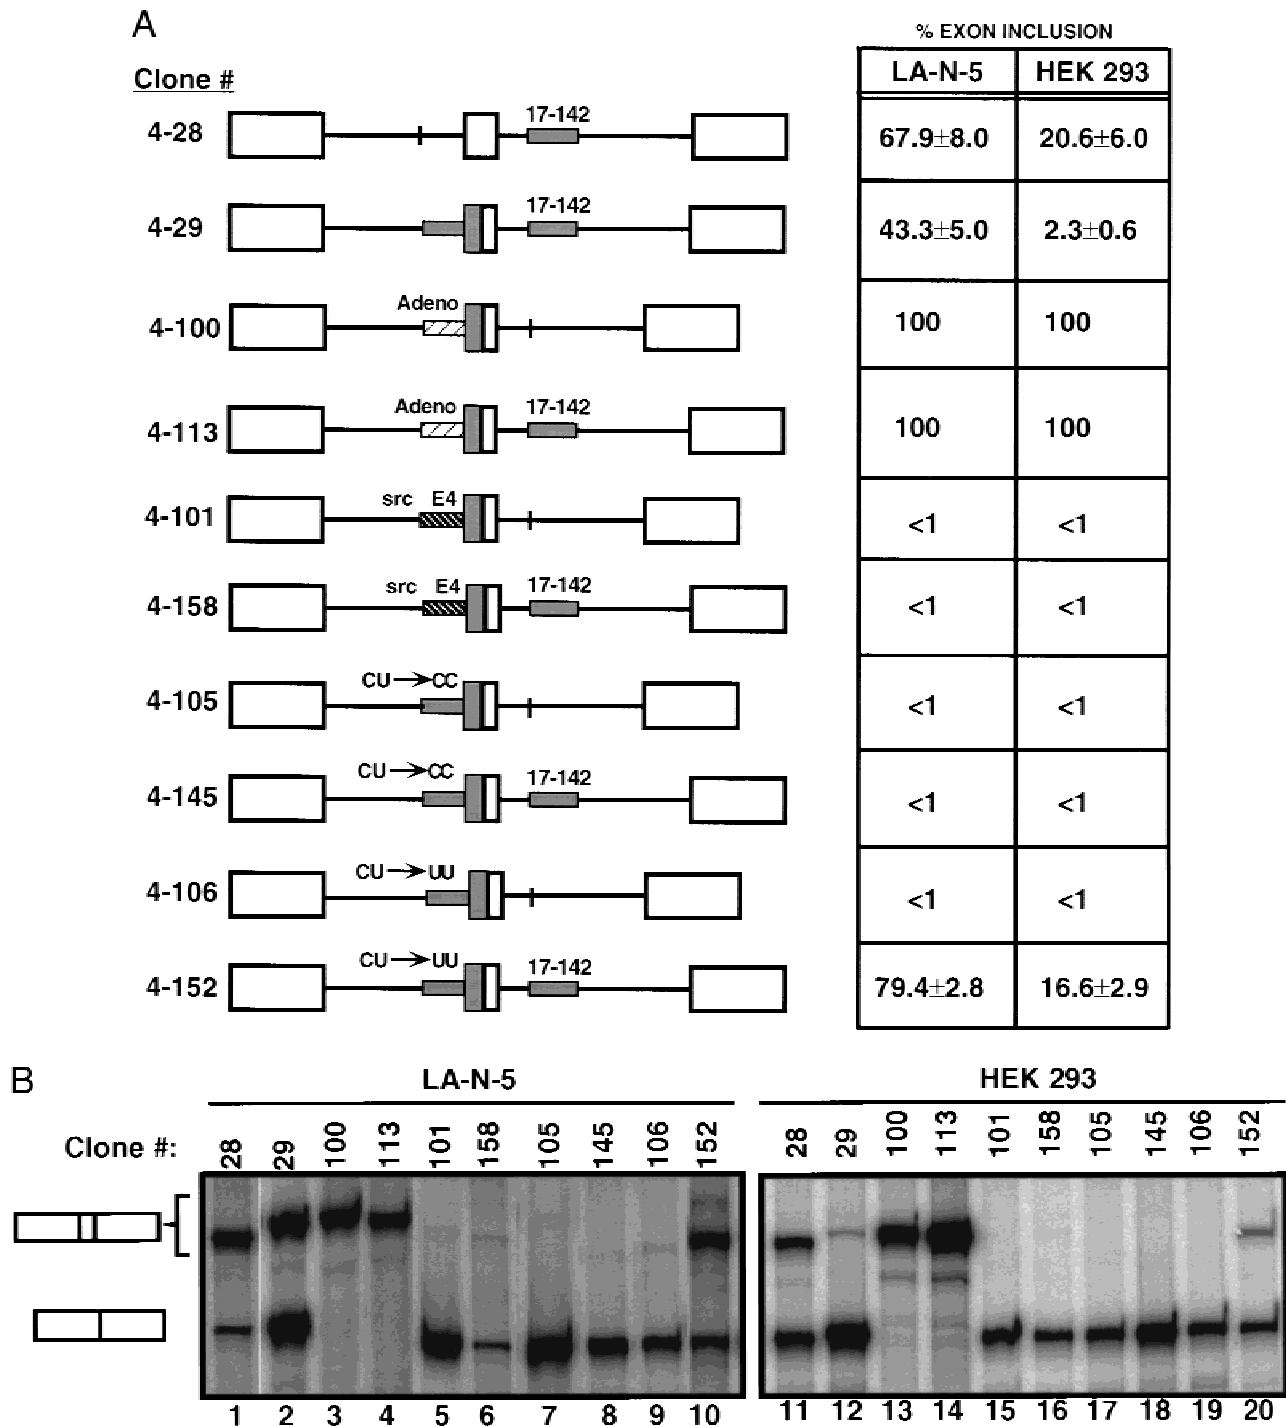 A
% EXON INCLUSION
Clone #
LA-N-5 HEK 293
4-28 17-142 67.9±8.0 20.6±6.0
4-29 17-142 43.3±5.0 2.3±0.6
Adeno
4-100 100 100
Adeno 17-142
4-113 100 100
src E4
4-101 <1 <1
src E4 17-142
4-158 <1 <1
CU→CC
4-105 <1 <1
CU→CC 17-142
4-145 <1 <1
CU→UU
4-106 <1 <1
CU→UU 17-142
4-152 79.4±2.8 16.6±2.9
B
LA-N-5 HEK 293
Clone #: 28 29 100 113 101 158 105 145 106 152 28 29 100 113 101 158 105 145 106 152
1 2 3 4 5 6 7 8 9 10 11 12 13 14 15 16 17 18 19 20